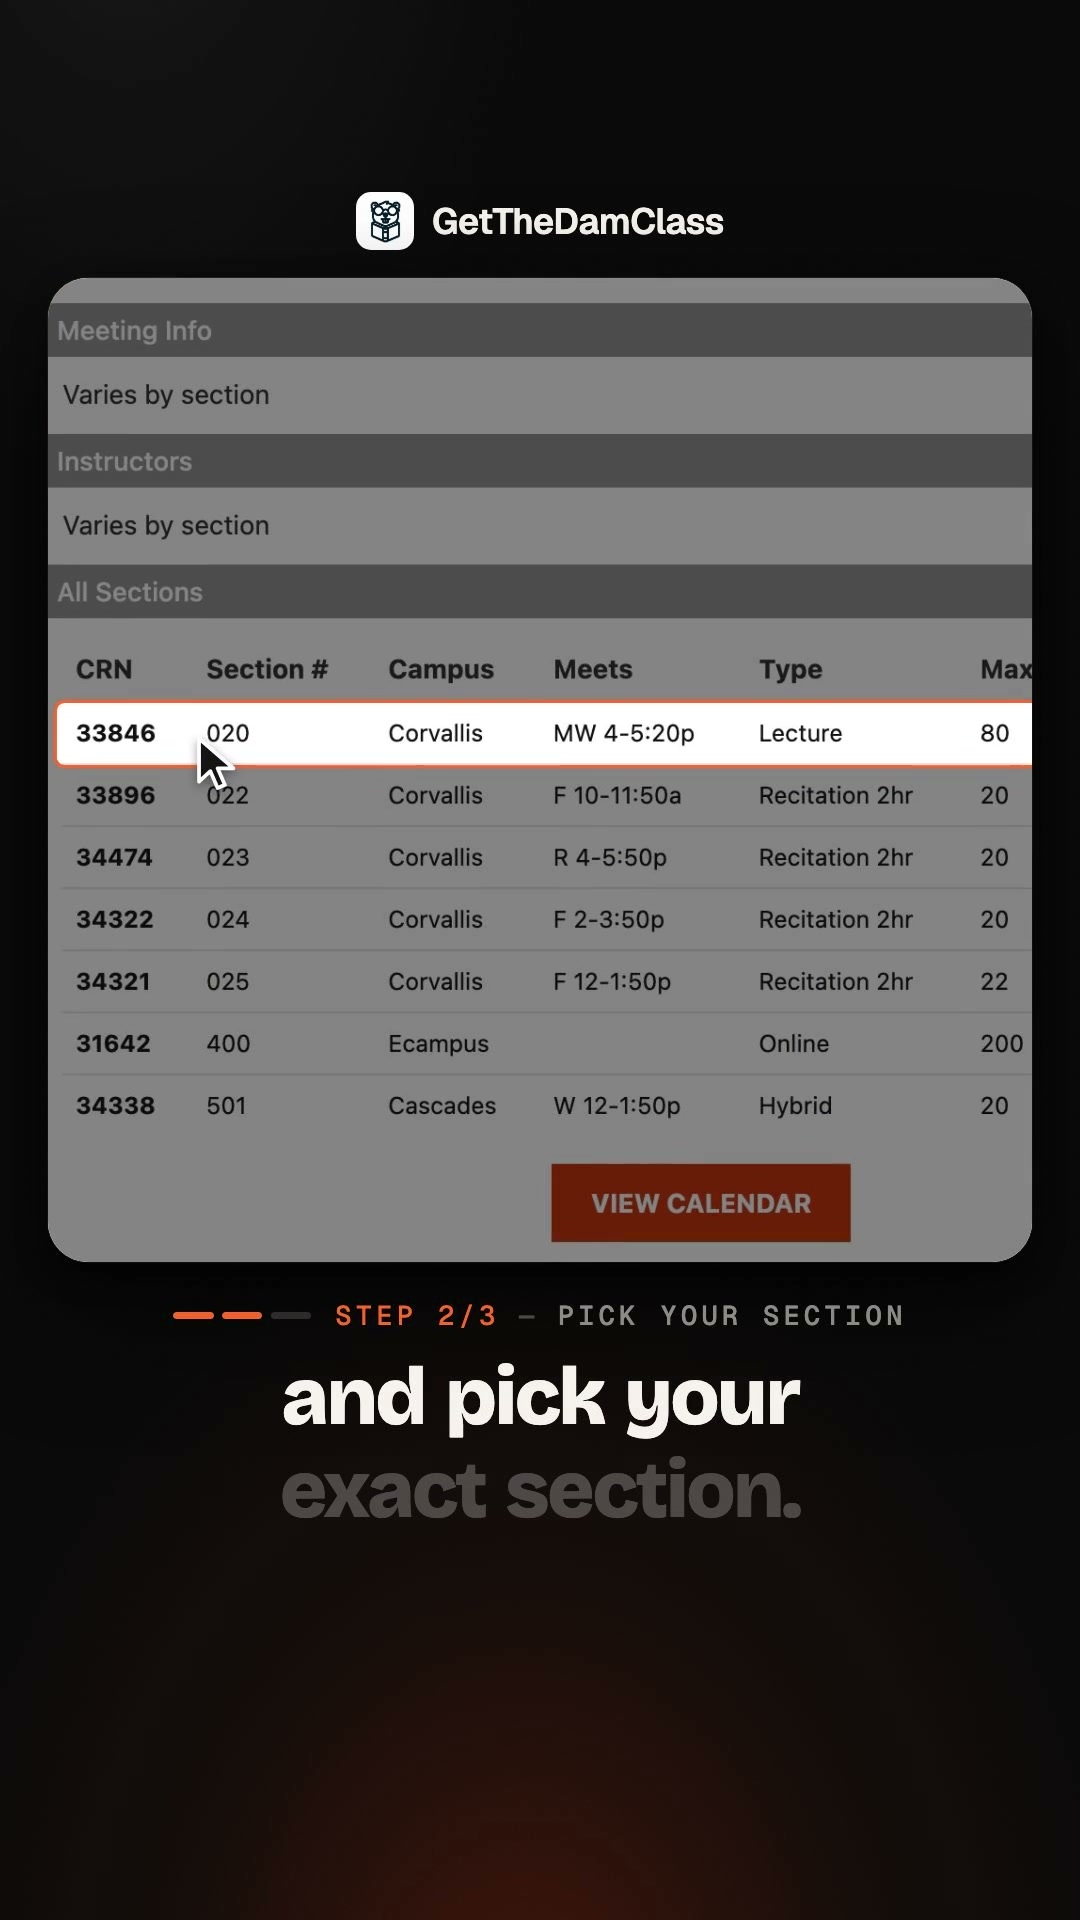 GetTheDamClass
Meeting Info
Varies by section
Instructors
Varies by section
All Sections
CRN Section # Campus Meets Type Max
33846 020 Corvallis MW 4-5:20p Lecture 80
33896 022 Corvallis F 10-11:50a Recitation 2hr 20
34474 023 Corvallis R 4-5:50p Recitation 2hr 20
34322 024 Corvallis F 2-3:50p Recitation 2hr 20
34321 025 Corvallis F 12-1:50p Recitation 2hr 22
31642 400 Ecampus Online 200
34338 501 Cascades W 12-1:50p Hybrid 20
VIEW CALENDAR
STEP 2/3 — PICK YOUR SECTION
and pick your
exact section.